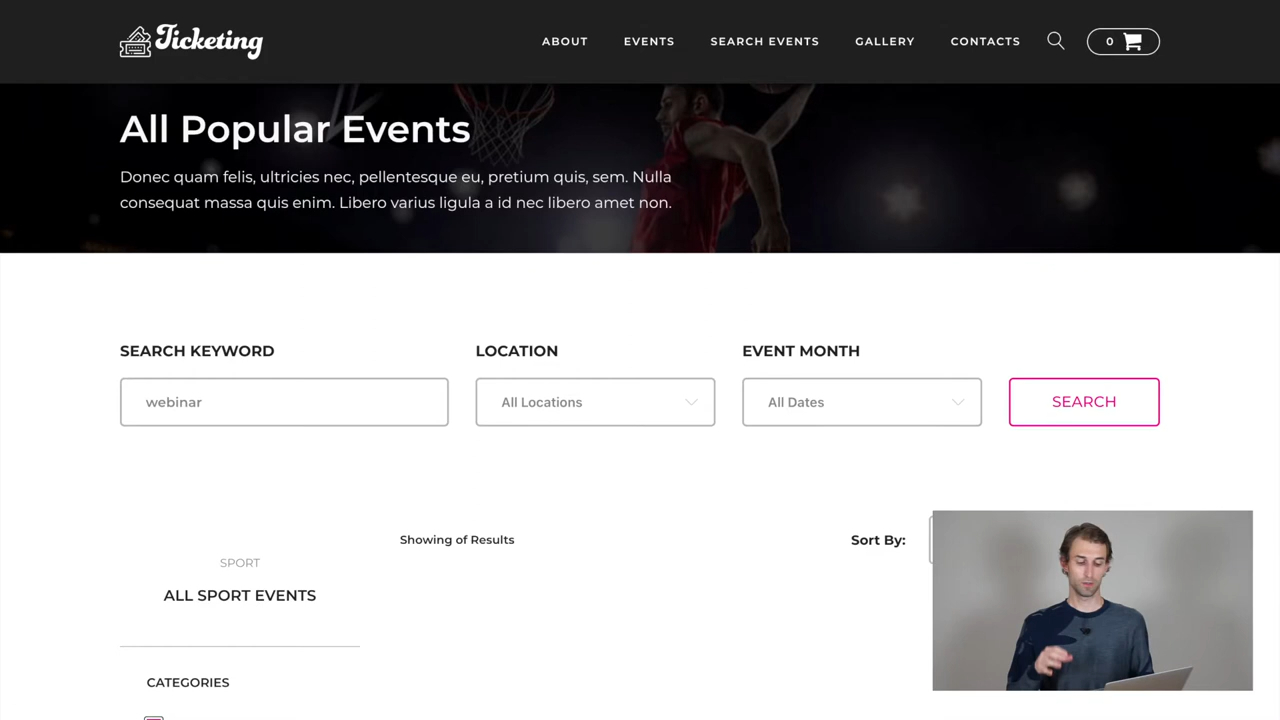 Ticketing
ABOUT
EVENTS
SEARCH EVENTS
GALLERY
CONTACTS
0
All Popular Events
Donec quam felis, ultricies nec, pellentesque eu, pretium quis, sem. Nulla
consequat massa quis enim. Libero varius ligula a id nec libero amet non.
SEARCH KEYWORD
LOCATION
EVENT MONTH
webinar
All Locations
All Dates
SEARCH
Showing of Results
Sort By:
SPORT
ALL SPORT EVENTS
CATEGORIES